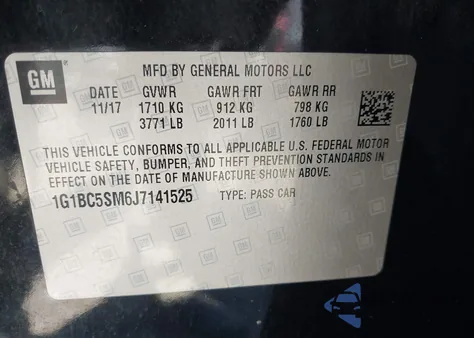 GM
MFD BY GENERAL MOTORS LLC
DATE GVWR GAWR FRT GAWR RR
11/17 1710 KG 912 KG 798 KG
3771 LB 2011 LB 1760 LB
THIS VEHICLE CONFORMS TO ALL APPLICABLE U.S. FEDERAL MOTOR
VEHICLE SAFETY, BUMPER, AND THEFT PREVENTION STANDARDS IN
EFFECT ON THE DATE OF MANUFACTURE SHOWN ABOVE.
1G1BC5SM6J7141525 TYPE: PASS CAR